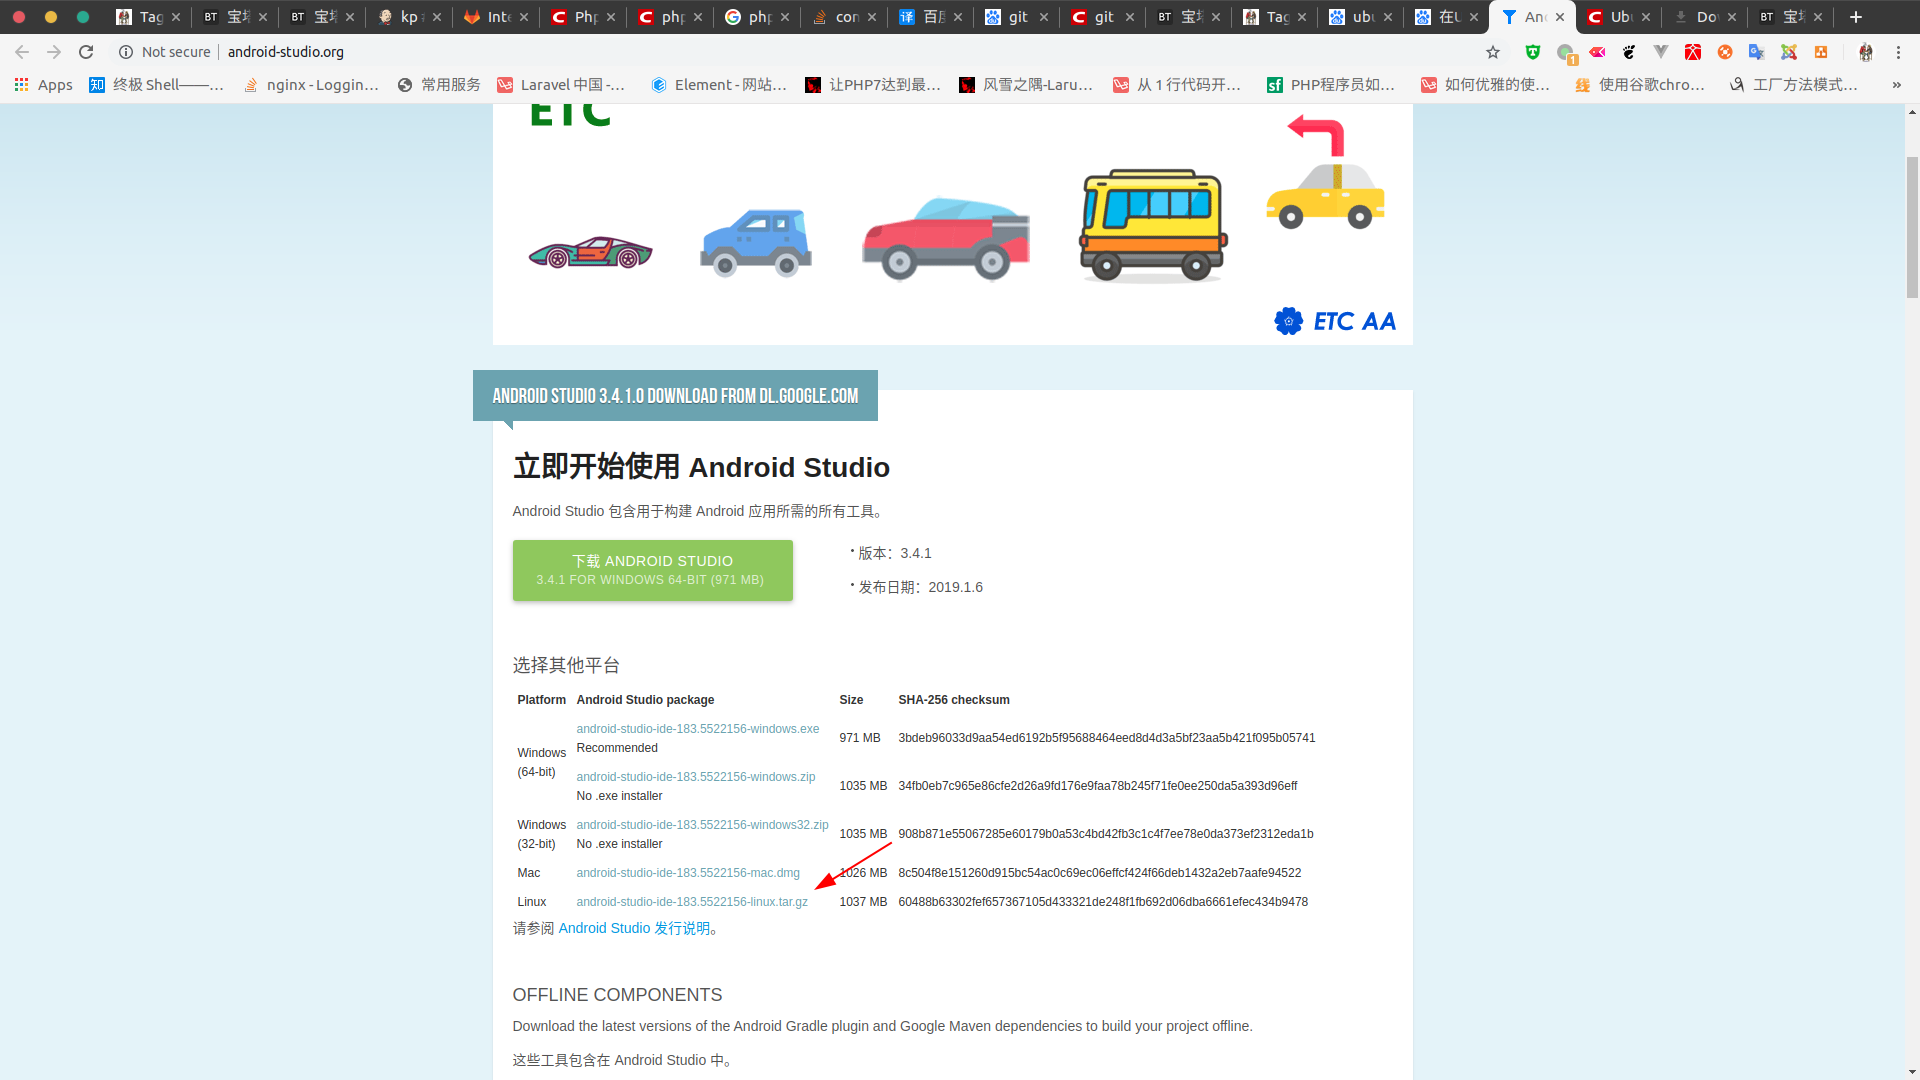 Tag
BT 宝塔
BT 宝塔
kp
Inte
Php
php
php
con
译 百度
git
git
BT 宝塔
Tag
ubu
在U
An
Ubu
Do
BT 宝塔
Not secure android-studio.org
Apps
知 终极 Shell——…
nginx - Loggin…
常用服务
Laravel 中国 -…
Element - 网站…
让PHP7达到最…
风雪之隅-Laru…
从 1 行代码开…
sf PHP程序员如…
如何优雅的使…
使用谷歌chro…
工厂方法模式…
»
ETC
ETC AA
ANDROID STUDIO 3.4.1.0 DOWNLOAD FROM DL.GOOGLE.COM
立即开始使用 Android Studio
Android Studio 包含用于构建 Android 应用所需的所有工具。
下载 ANDROID STUDIO
3.4.1 FOR WINDOWS 64-BIT (971 MB)
• 版本：3.4.1
• 发布日期：2019.1.6
选择其他平台
Platform Android Studio package Size SHA-256 checksum
Windows (64-bit)
android-studio-ide-183.5522156-windows.exe
Recommended
971 MB 3bdeb96033d9aa54ed6192b5f95688464eed8d4d3a5bf23aa5b421f095b05741
android-studio-ide-183.5522156-windows.zip
No .exe installer
1035 MB 34fb0eb7c965e86cfe2d26a9fd176e9faa78b245f71fe0ee250da5a393d96eff
Windows (32-bit)
android-studio-ide-183.5522156-windows32.zip
No .exe installer
1035 MB 908b871e55067285e60179b0a53c4bd42fb3c1c4f7ee78e0da373ef2312eda1b
Mac android-studio-ide-183.5522156-mac.dmg 1026 MB 8c504f8e151260d915bc54ac0c69ec06effcf424f66deb1432a2eb7aafe94522
Linux android-studio-ide-183.5522156-linux.tar.gz 1037 MB 60488b63302fef657367105d433321de248f1fb692d06dba6661efec434b9478
请参阅 Android Studio 发行说明。
OFFLINE COMPONENTS
Download the latest versions of the Android Gradle plugin and Google Maven dependencies to build your project offline.
这些工具包含在 Android Studio 中。